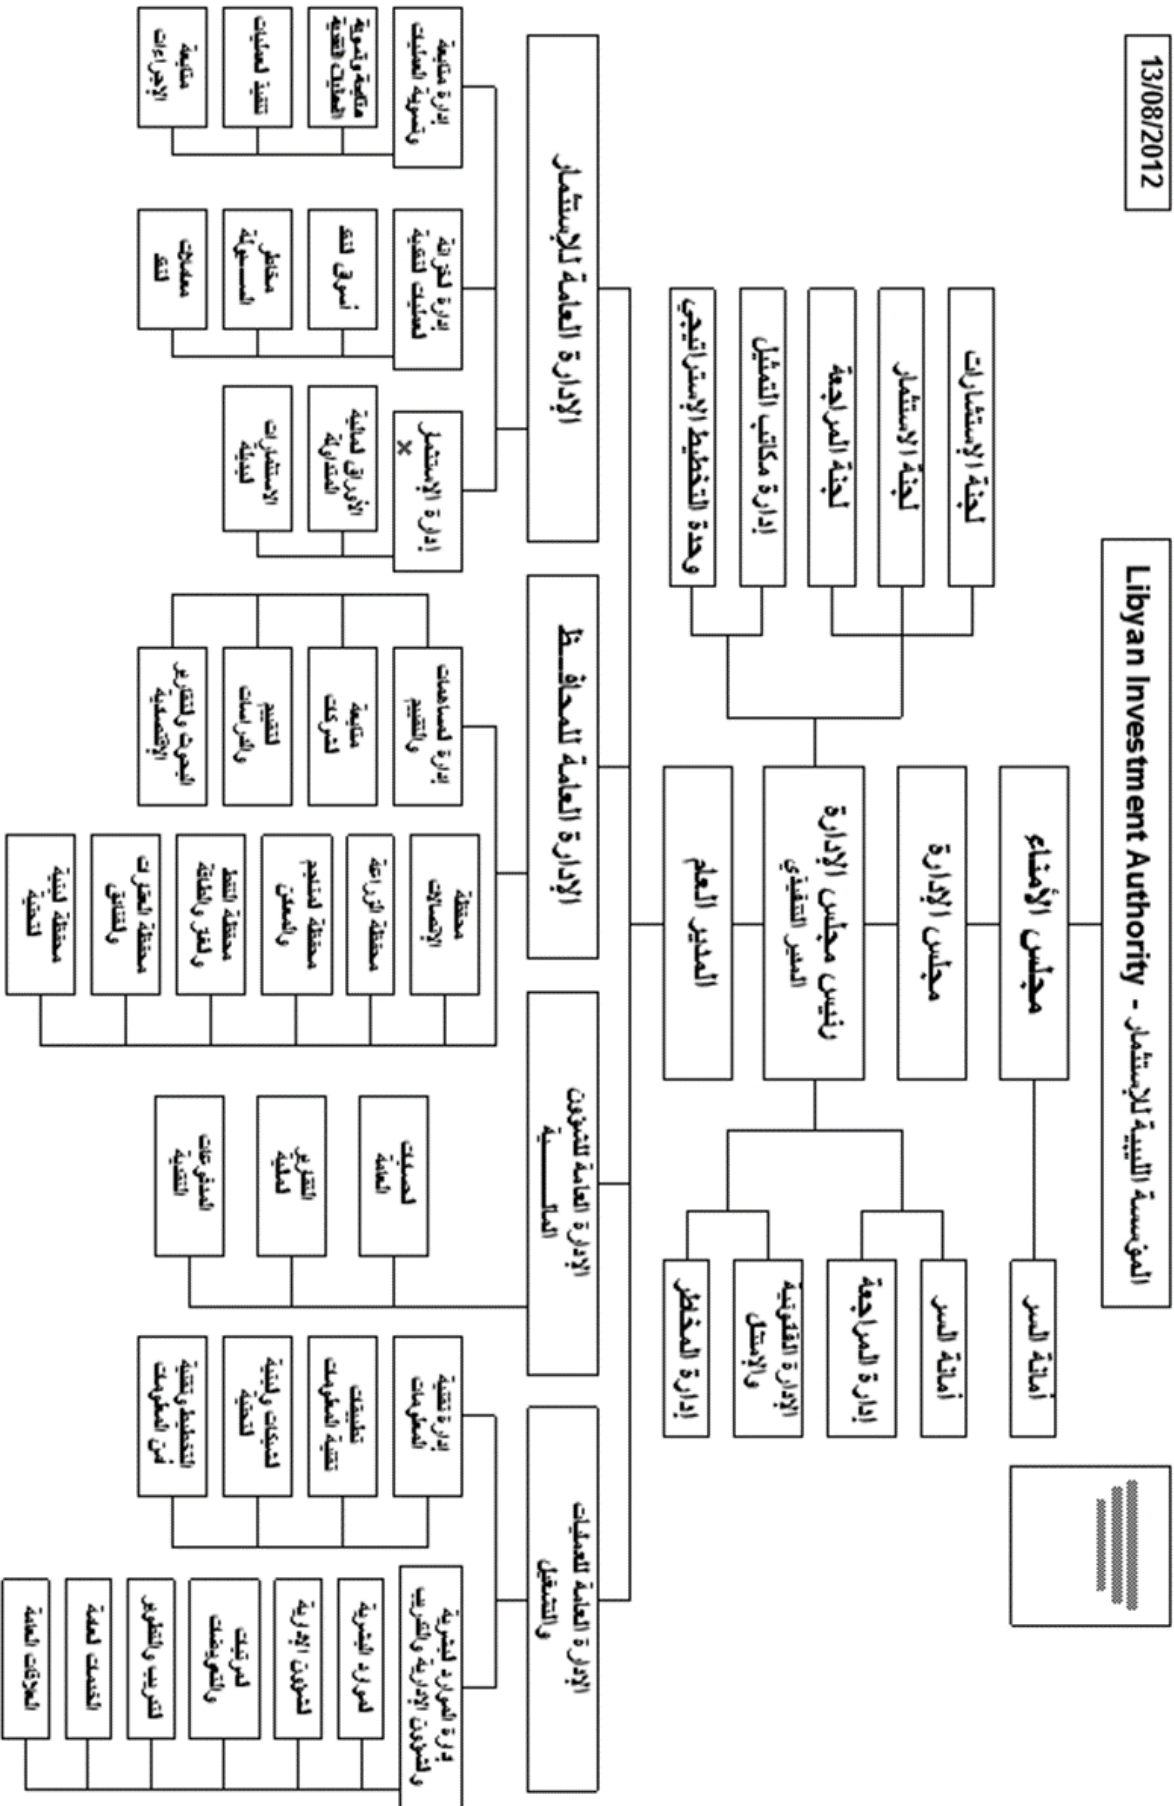 13/08/2012
Libyan Investment Authority - المؤسسة الليبية للإستثمار
مجلس الأمناء
أمانة السر
مجلس الإدارة
رئيس مجلس الإدارة
المدير التنفيذي
المدير العام
لجنة الإستشارات
لجنة الاستثمار
لجنة المراجعة
إدارة مكاتب التمثيل
وحدة التخطيط الإستراتيجي
أمانة السر
إدارة المراجعة
الإدارة القانونية
والإمتثال
إدارة المخاطر
الإدارة العامة للإستثمار
الإدارة العامة للمحافــظ
الإدارة العامة للشؤون
الماليــــــة
الإدارة العامة للعمليات
والتشغيل
إدارة متابعة
وتسوية العمليات
متابعة وتسوية
العمليات النقدية
تنفيذ العمليات
متابعة
الإجراءات
إدارة الخزانة
العمليات النقدية
أسواق النقد
مخاطر
الســيولة
معاملات
النقد
إدارة الإستثمار
×
الأوراق المالية
المتداولة
الاستثمارات
البديلة
إدارة المساهمات
والتقييم
متابعة
الشركات
التقييم
والدراسات
البحوث والتقارير
الإقتصادية
محفظة
الإتصالات
محفظة الزراعة
محفظة المناجم
والمعادن
محفظة النفط
والغاز والطاقة
محفظة العقارات
والفنادق
محفظة البنية
التحتية
الحسابات
العامة
التقارير
المالية
المدفوعات
النقدية
إدارة تقنية
المعلومات
تطبيقات
تقنية المعلومات
الشبكات والبنية
التحتية
التخطيط وتقنية
أمن المعلومات
إدارة الموارد البشرية
والشؤون الإدارية والتدريب
الموارد البشرية
الشؤون الإدارية
المرتبات
والتعويضات
التدريب والتطوير
الخدمات العامة
العلاقات العامة